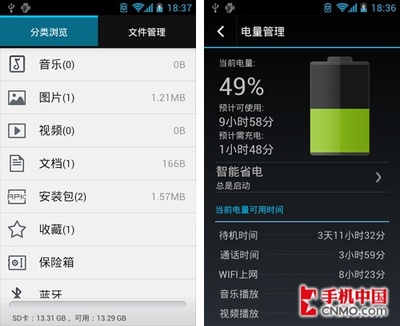 18:37
分类浏览
文件管理
音乐(0)
0B
图片(1)
1.21MB
视频(0)
0B
文档(1)
166B
安装包(2)
1.57MB
收藏(1)
保险箱
蓝牙
SD卡：13.31 GB，可用：13.29 GB
18:36
电量管理
当前电量:
49%
预计可使用:
9小时58分
预计需充电:
1小时48分
智能省电
总是启动
当前电量可用时间
待机时间
3天11小时32分
通话时间
3小时59分
WIFI上网
8小时23分
音乐播放
视频播放
手机中国
CNMO.com